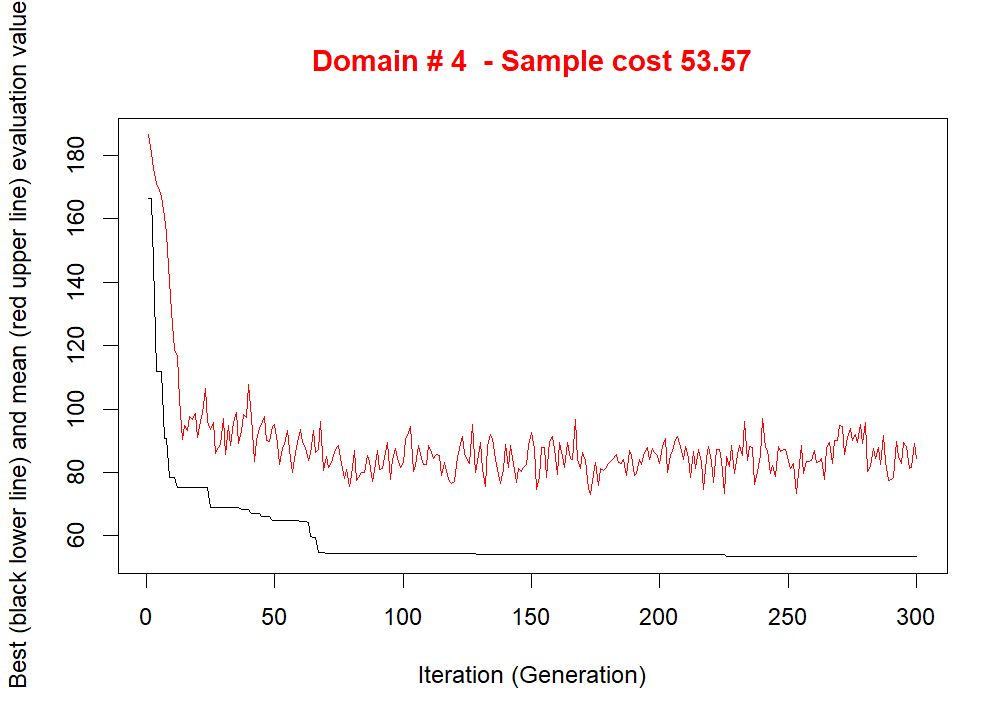 Domain # 4  - Sample cost 53.57
Best (black lower line) and mean (red upper line) evaluation value
180
160
140
120
100
80
60
0 50 100 150 200 250 300
Iteration (Generation)